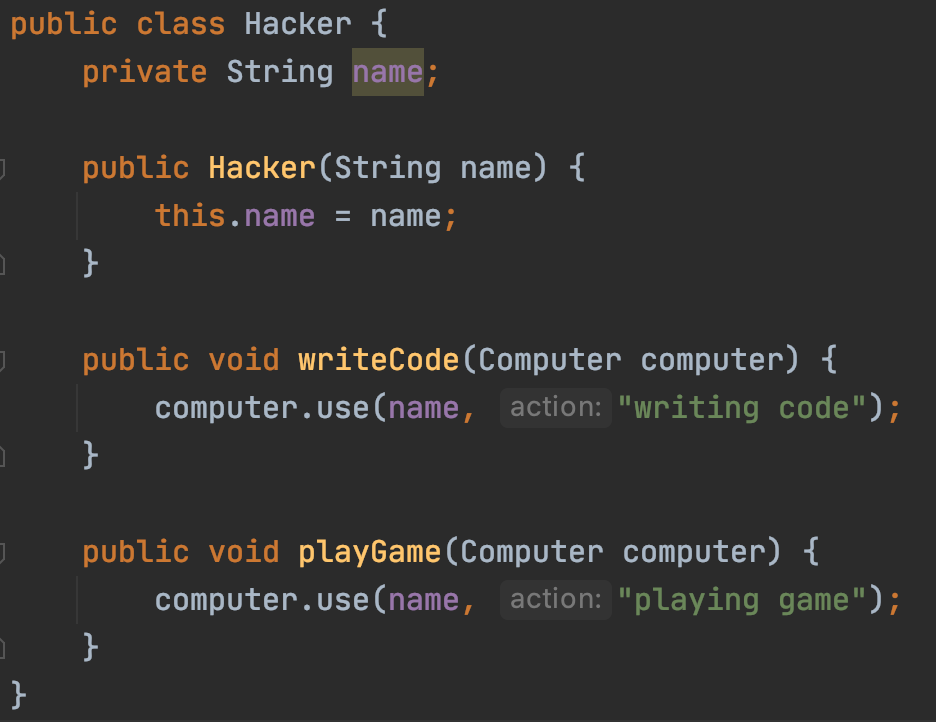 public class Hacker {
    private String name;
    public Hacker(String name) {
        this.name = name;
    }
    public void writeCode(Computer computer) {
        computer.use(name, action: "writing code");
    }
    public void playGame(Computer computer) {
        computer.use(name, action: "playing game");
    }
}